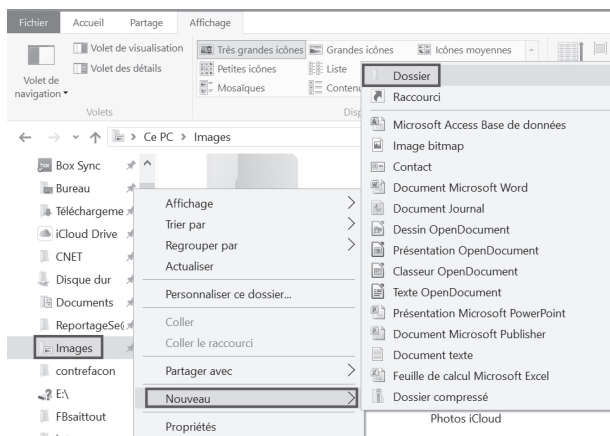 Fichier Accueil Partage Affichage
Volet de visualisation
Volet des détails
Volet de
navigation
Volets
Très grandes icônes Grandes icônes Icônes moyennes
Petites icônes Liste
Mosaïques Contenu
Disp
Ce PC > Images
Box Sync
Bureau
Téléchargeme
iCloud Drive
CNET
Disque dur
Documents
ReportageSe(
Images
contrefacon
E:\
FBsaittout
Affichage
Trier par
Regrouper par
Actualiser
Personnaliser ce dossier...
Coller
Coller le raccourci
Partager avec
Nouveau
Propriétés
Dossier
Raccourci
Microsoft Access Base de données
Image bitmap
Contact
Document Microsoft Word
Document Journal
Dessin OpenDocument
Présentation OpenDocument
Classeur OpenDocument
Texte OpenDocument
Présentation Microsoft PowerPoint
Document Microsoft Publisher
Document texte
Feuille de calcul Microsoft Excel
Dossier compressé
Photos iCloud